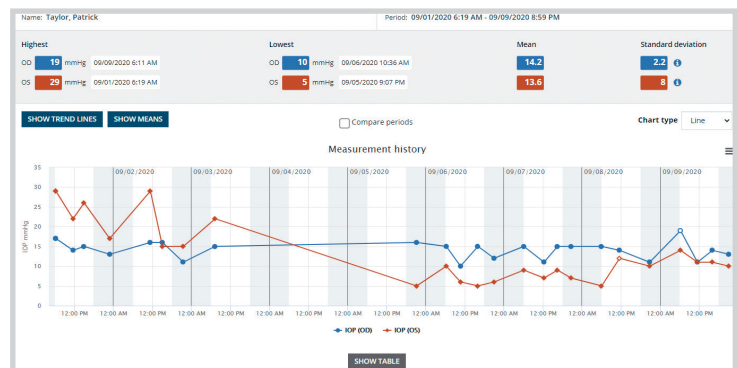 Name: Taylor, Patrick
Period: 09/01/2020 6:19 AM - 09/09/2020 8:59 PM
Highest
Lowest
Mean
Standard deviation
OD 19 mmHg 09/09/2020 6:11 AM
OD 10 mmHg 09/06/2020 10:36 AM
14.2
2.2
OS 29 mmHg 09/01/2020 6:19 AM
OS 5 mmHg 09/05/2020 9:07 PM
13.6
8
SHOW TREND LINES
SHOW MEANS
Compare periods
Chart type Line
Measurement history
35
30
25
20
15
10
5
0
IOP mmHg
09/02/2020 09/03/2020 09/04/2020 09/05/2020 09/06/2020 09/07/2020 09/08/2020 09/09/2020
12:00 PM 12:00 AM 12:00 PM 12:00 AM 12:00 PM 12:00 AM 12:00 PM 12:00 AM 12:00 PM 12:00 AM 12:00 PM 12:00 AM 12:00 PM 12:00 AM 12:00 PM 12:00 AM 12:00 PM
IOP (OD) IOP (OS)
SHOW TABLE